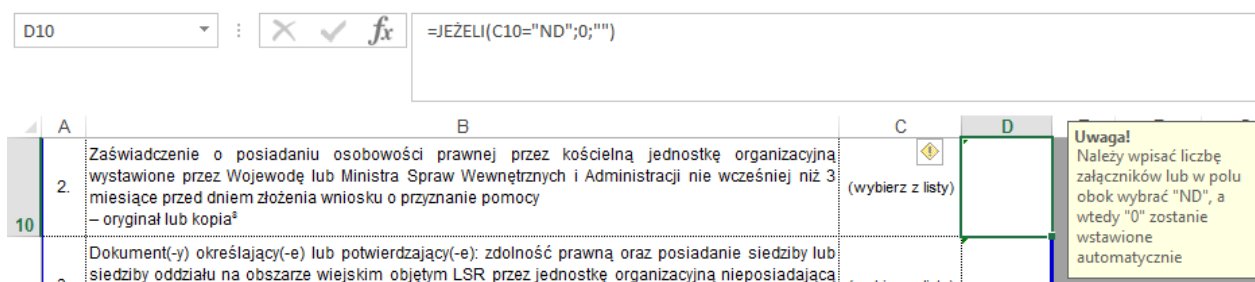 D10
fx
=JEŻELI(C10="ND";0;"")
A B C D
10
2.
Zaświadczenie o posiadaniu osobowości prawnej przez kościelną jednostkę organizacyjną
wystawione przez Wojewodę lub Ministra Spraw Wewnętrznych i Administracji nie wcześniej niż 3
miesiące przed dniem złożenia wniosku o przyznanie pomocy
– oryginał lub kopia⁸
(wybierz z listy)
Dokument(-y) określający(-e) lub potwierdzający(-e): zdolność prawną oraz posiadanie siedziby lub
siedziby oddziału na obszarze wiejskim objętym LSR przez jednostkę organizacyjną nieposiadającą
Uwaga!
Należy wpisać liczbę
załączników lub w polu
obok wybrać "ND", a
wtedy "0" zostanie
wstawione
automatycznie